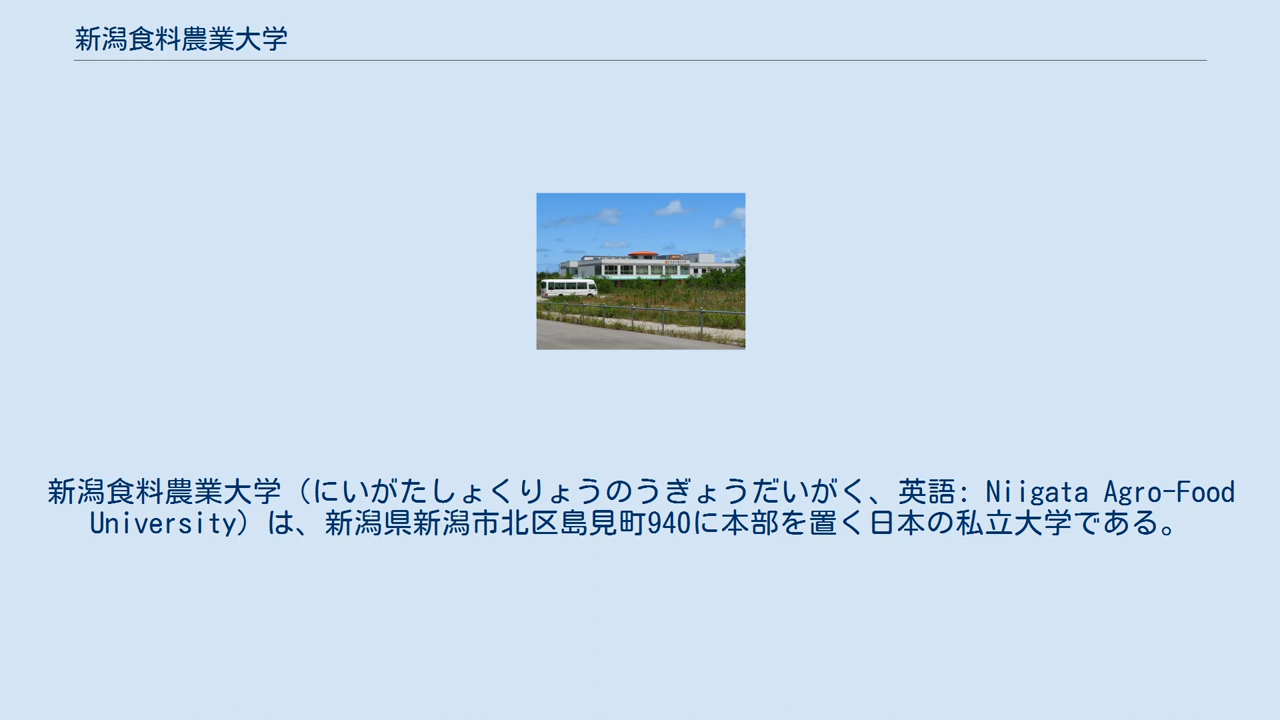 新潟食料農業大学
新潟食料農業大学（にいがたしょくりょうのうぎょうだいがく、英語: Niigata Agro-Food
University）は、新潟県新潟市北区島見町940に本部を置く日本の私立大学である。